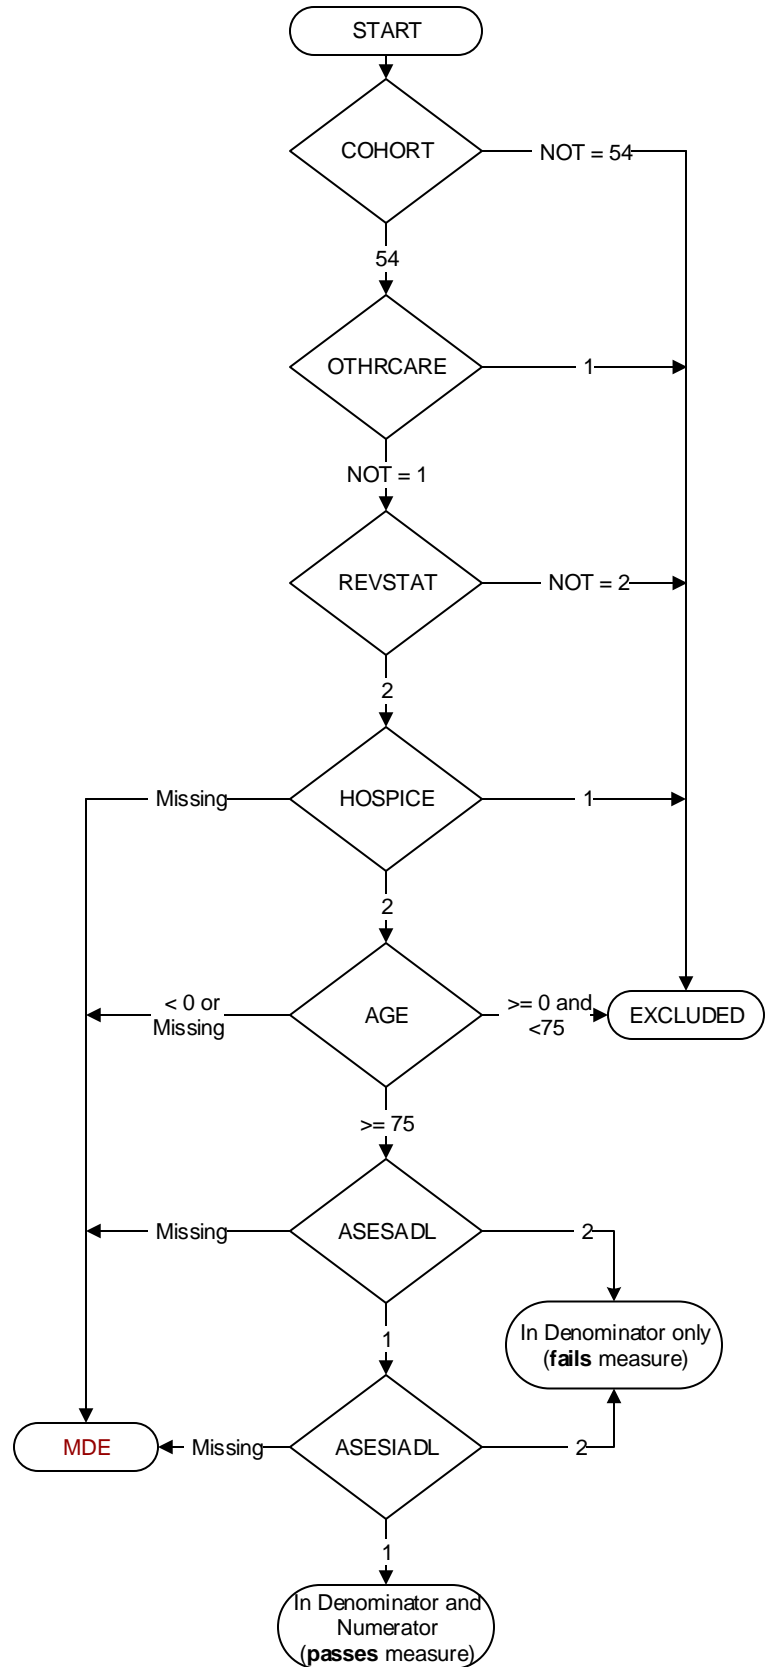 START
COHORT
NOT = 54
54
OTHRCARE
1
NOT = 1
REVSTAT
NOT = 2
2
Missing
HOSPICE
1
2
< 0 or
Missing
AGE
>= 0 and
<75
EXCLUDED
>= 75
Missing
ASESADL
2
1
In Denominator only
(fails measure)
MDE
Missing
ASESIADL
2
1
In Denominator and
Numerator
(passes measure)